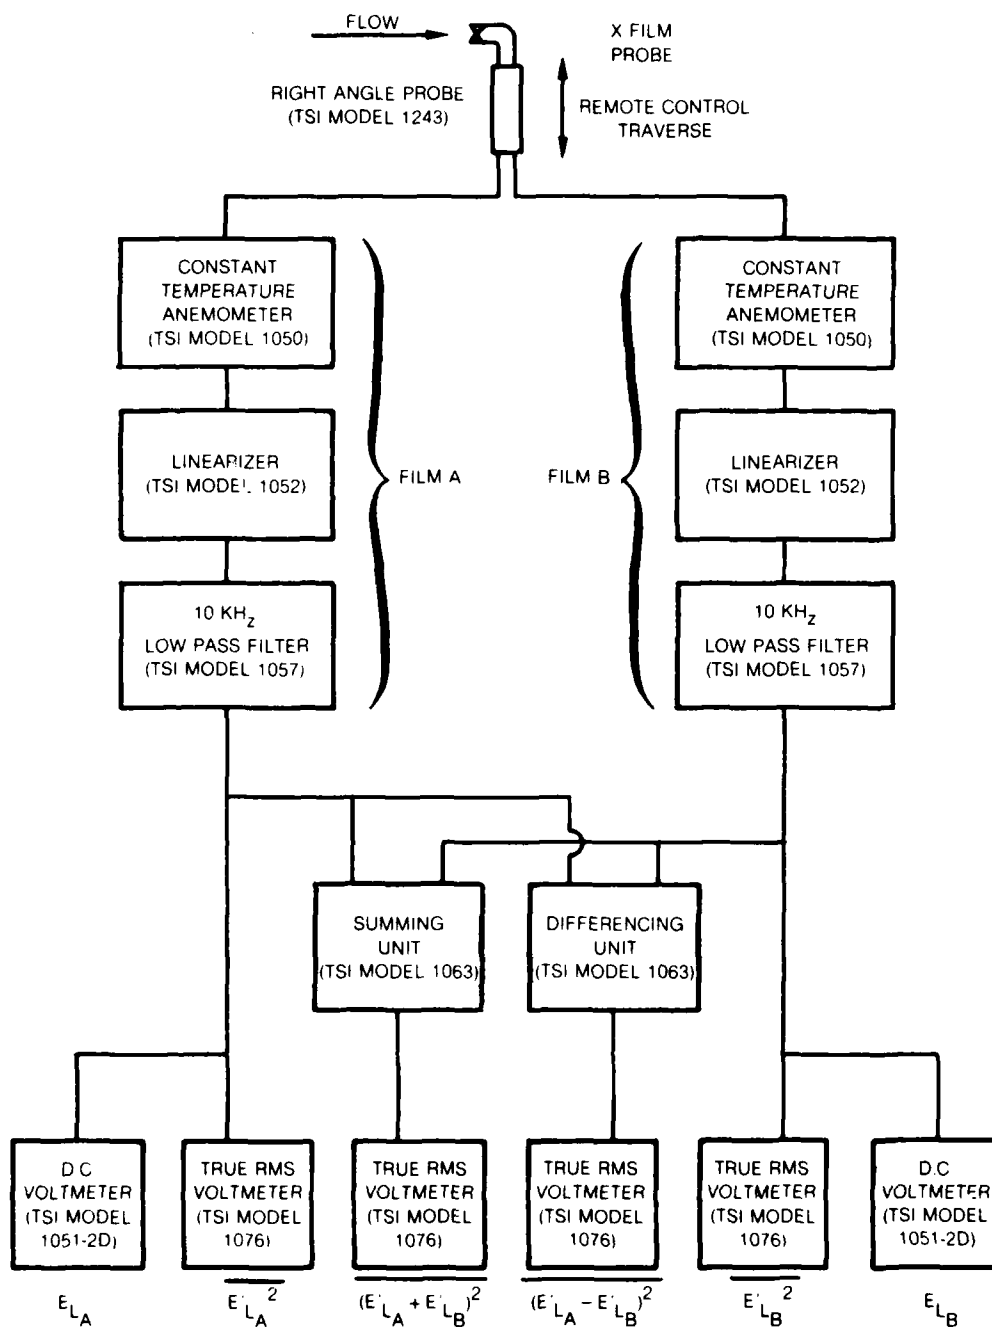 FLOW
X FILM
PROBE
RIGHT ANGLE PROBE
(TSI MODEL 1243)
REMOTE CONTROL
TRAVERSE
CONSTANT
TEMPERATURE
ANEMOMETER
(TSI MODEL 1050)
CONSTANT
TEMPERATURE
ANEMOMETER
(TSI MODEL 1050)
LINEARIZER
(TSI MODEL 1052)
FILM A
FILM B
LINEARIZER
(TSI MODEL 1052)
10 KHz
LOW PASS FILTER
(TSI MODEL 1057)
10 KHz
LOW PASS FILTER
(TSI MODEL 1057)
SUMMING
UNIT
(TSI MODEL 1063)
DIFFERENCING
UNIT
(TSI MODEL 1063)
D.C
VOLTMETER
(TSI MODEL
1051-2D)
TRUE RMS
VOLTMETER
(TSI MODEL
1076)
TRUE RMS
VOLTMETER
(TSI MODEL
1076)
TRUE RMS
VOLTMETER
(TSI MODEL
1076)
TRUE RMS
VOLTMETER
(TSI MODEL
1076)
D.C
VOLTMETER
(TSI MODEL
1051-2D)
E_LA
E'_LA^2
(E'_LA + E'_LB)^2
(E'_LA − E'_LB)^2
E'_LB^2
E_LB